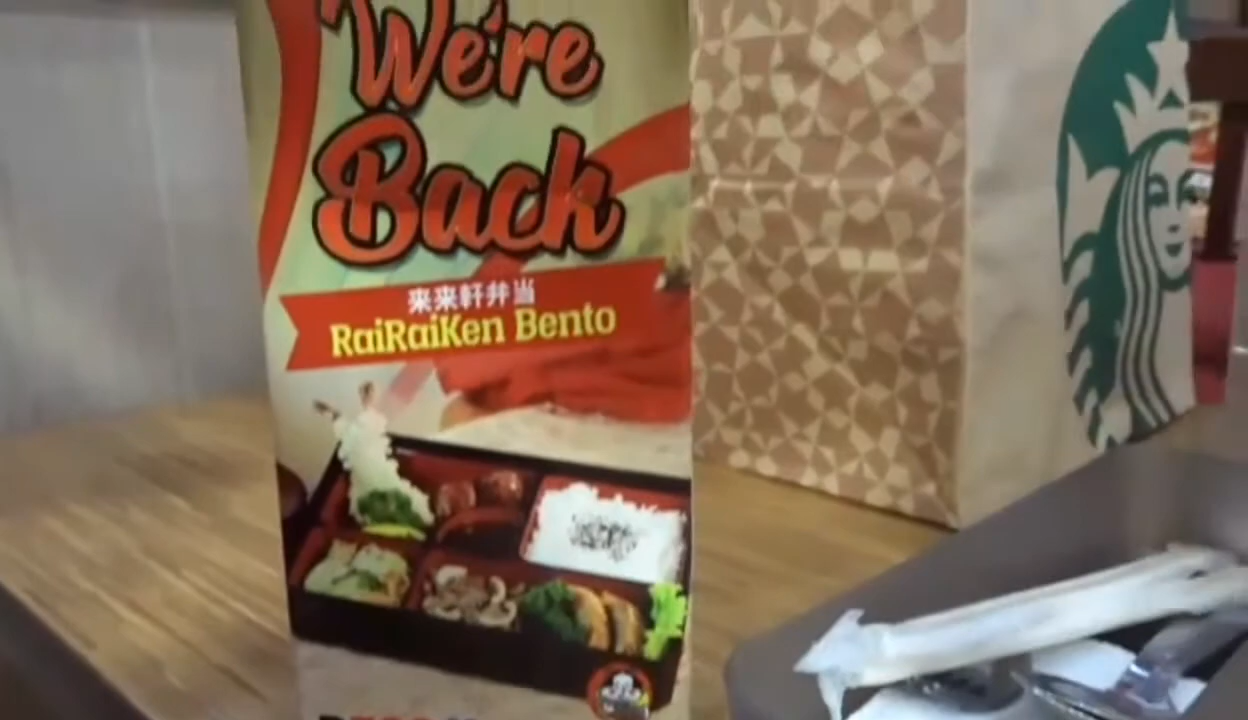 We're
Back
来来軒弁当
RaiRaiKen Bento